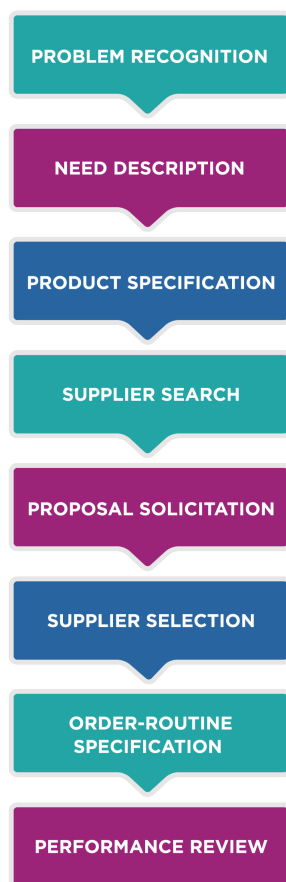 PROBLEM RECOGNITION
NEED DESCRIPTION
PRODUCT SPECIFICATION
SUPPLIER SEARCH
PROPOSAL SOLICITATION
SUPPLIER SELECTION
ORDER-ROUTINE
SPECIFICATION
PERFORMANCE REVIEW